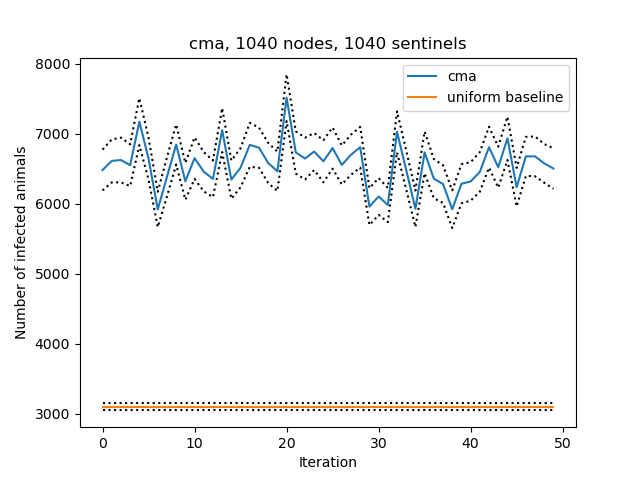 cma, 1040 nodes, 1040 sentinels
8000
7000
6000
5000
4000
3000
Number of infected animals
cma
uniform baseline
0 10 20 30 40 50
Iteration